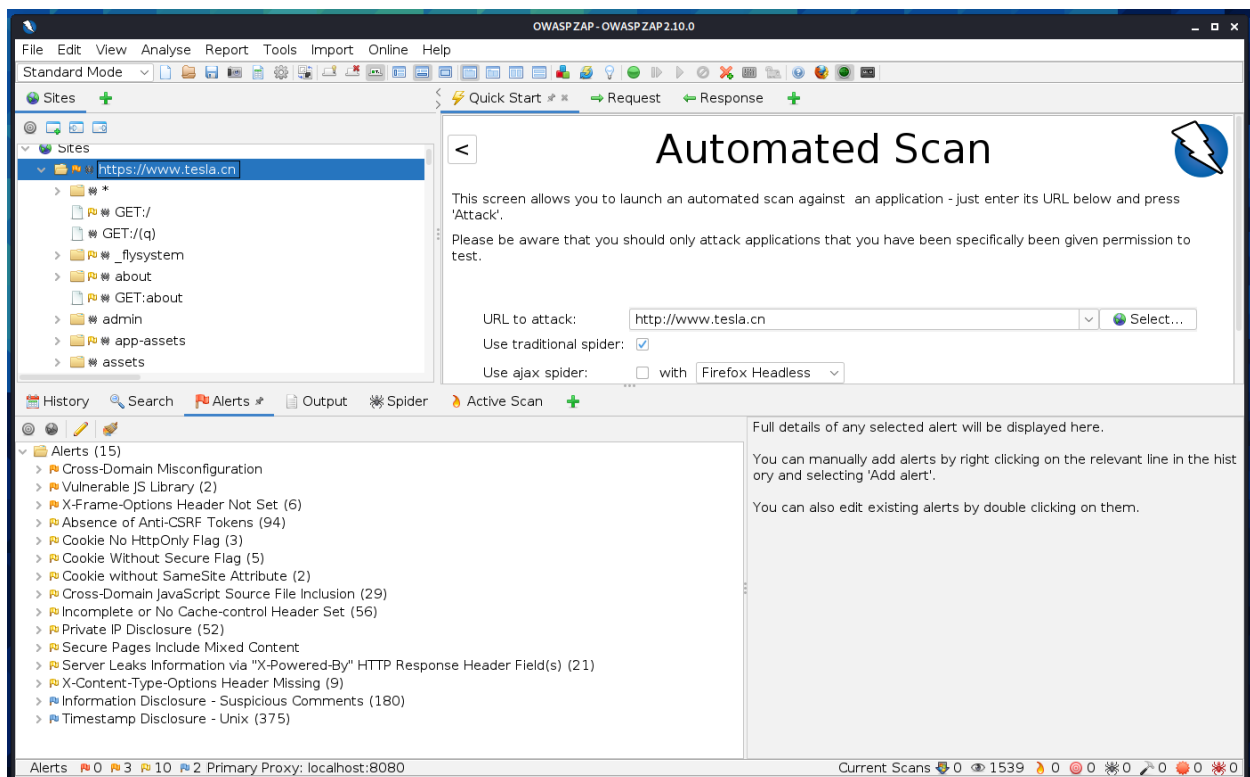 OWASP ZAP - OWASP ZAP 2.10.0
File Edit View Analyse Report Tools Import Online Help
Standard Mode
Sites
Quick Start
Request
Response
Sites
https://www.tesla.cn
*
GET:/
GET:/(q)
_flysystem
about
GET:about
admin
app-assets
assets
<
Automated Scan
This screen allows you to launch an automated scan against an application - just enter its URL below and press
'Attack'.
Please be aware that you should only attack applications that you have been specifically been given permission to
test.
URL to attack: http://www.tesla.cn Select...
Use traditional spider:
Use ajax spider: with Firefox Headless
History Search Alerts Output Spider Active Scan
Alerts (15)
Cross-Domain Misconfiguration
Vulnerable JS Library (2)
X-Frame-Options Header Not Set (6)
Absence of Anti-CSRF Tokens (94)
Cookie No HttpOnly Flag (3)
Cookie Without Secure Flag (5)
Cookie without SameSite Attribute (2)
Cross-Domain JavaScript Source File Inclusion (29)
Incomplete or No Cache-control Header Set (56)
Private IP Disclosure (52)
Secure Pages Include Mixed Content
Server Leaks Information via "X-Powered-By" HTTP Response Header Field(s) (21)
X-Content-Type-Options Header Missing (9)
Information Disclosure - Suspicious Comments (180)
Timestamp Disclosure - Unix (375)
Full details of any selected alert will be displayed here.
You can manually add alerts by right clicking on the relevant line in the hist
ory and selecting 'Add alert'.
You can also edit existing alerts by double clicking on them.
Alerts 0 3 10 2 Primary Proxy: localhost:8080
Current Scans 0 1539 0 0 0 0 0 0